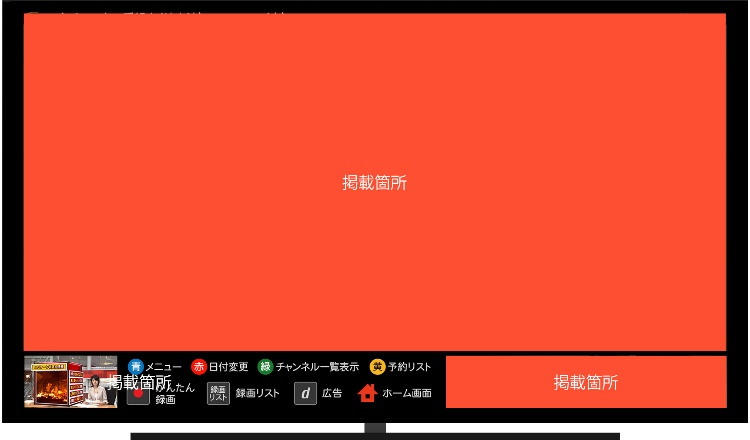 掲載箇所
青 メニュー 赤 日付変更 緑 チャンネル一覧表示 黄 予約リスト
掲載箇所
んたん
録画
録画
リスト
録画リスト
d 広告
ホーム画面
掲載箇所